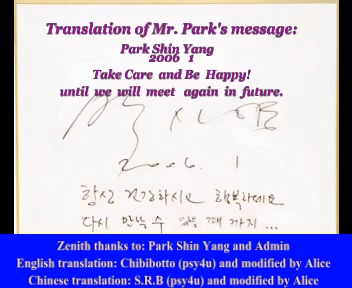 Translation of Mr. Park's message:
Park Shin Yang
2006 1
Take Care and Be Happy!
until we will meet again in future.
2006. 1
항상 건강하시고 행복하세요
다시 만날 수 있을 때 까지...
Zenith thanks to: Park Shin Yang and Admin
English translation: Chibibotto (psy4u) and modified by Alice
Chinese translation: S.R.B (psy4u) and modified by Alice